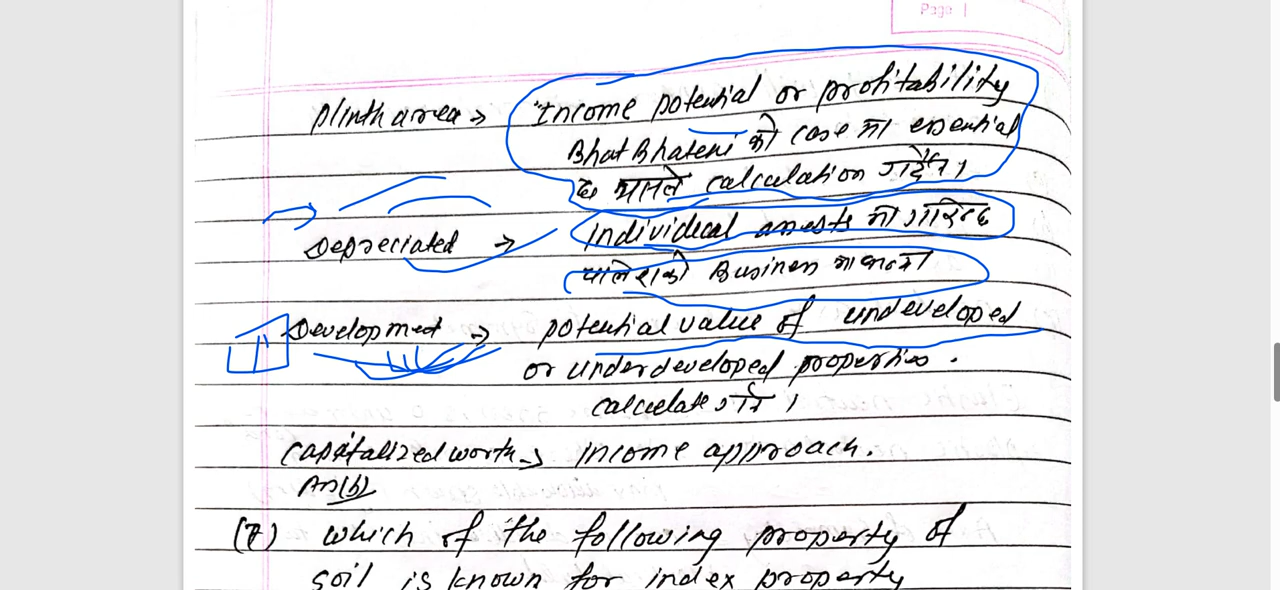 Page 1
plinth area → "Income potential or profitability
BhatBhateni को case मा essential
calculation गर्दैन।
Depreciated → individual assets मा गरिन्छ
Business मा
Development → potential value of undeveloped
or underdeveloped properties.
calculate गर्न।
Capitalized worth → income approach.
Ans(b)
(7) which of the following property of
soil is known for index property